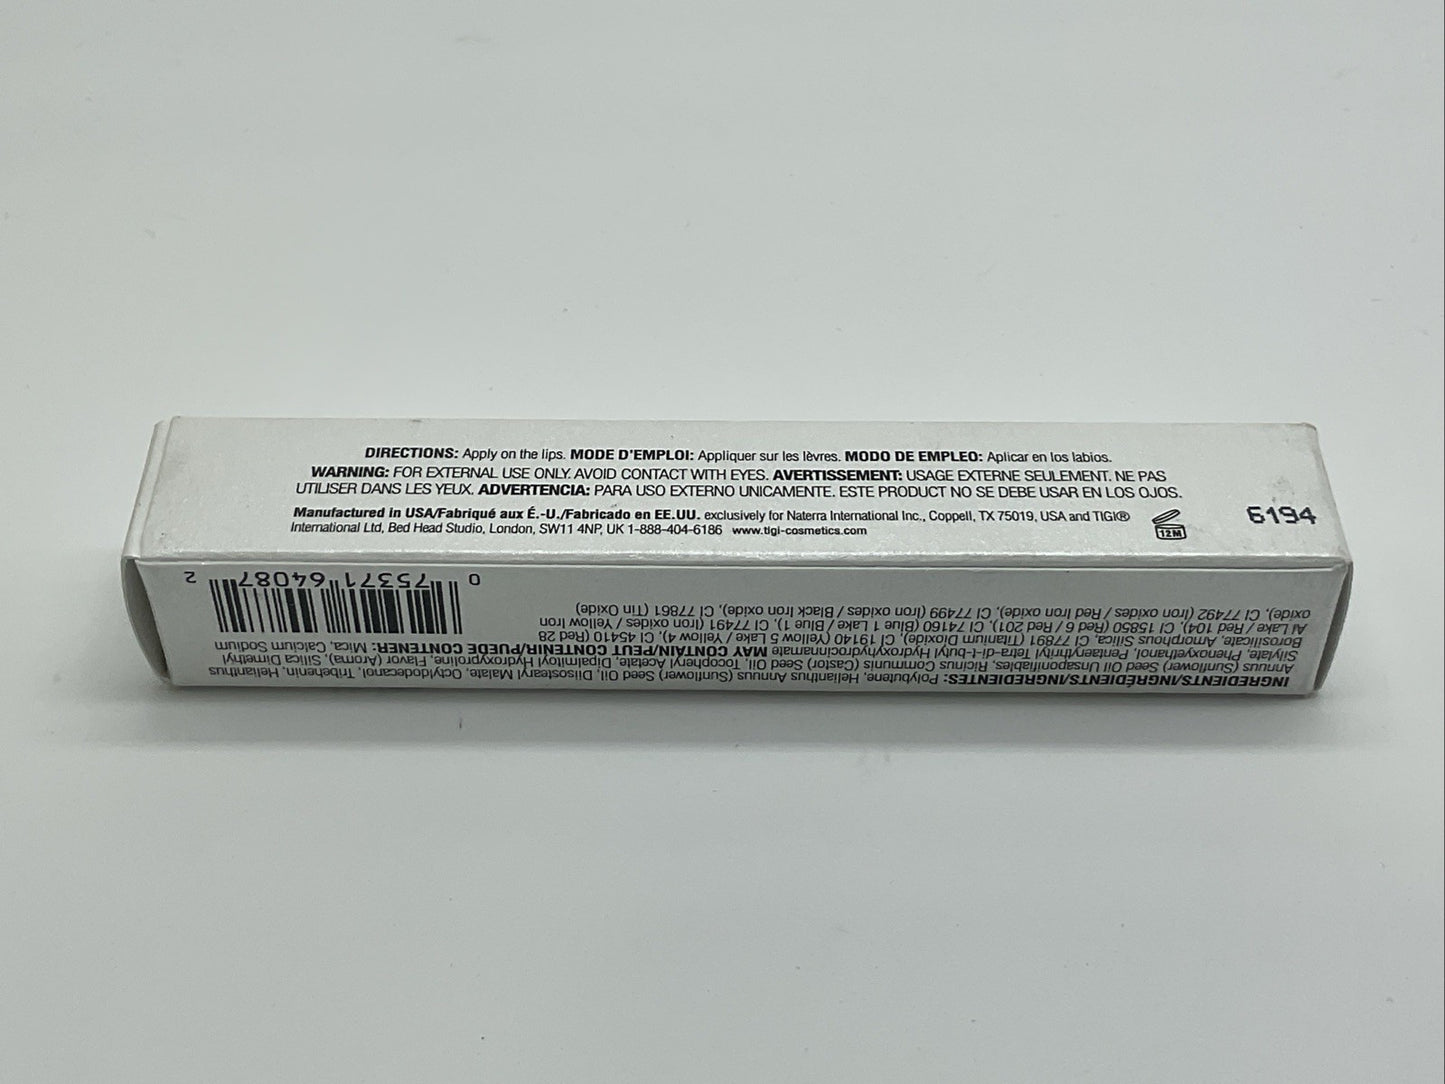 DIRECTIONS: Apply on the lips. MODE D'EMPLOI: Appliquer sur les lèvres. MODO DE EMPLEO: Aplicar en los labios.
WARNING: FOR EXTERNAL USE ONLY. AVOID CONTACT WITH EYES. AVERTISSEMENT: USAGE EXTERNE SEULEMENT. NE PAS
UTILISER DANS LES YEUX. ADVERTENCIA: PARA USO EXTERNO UNICAMENTE. ESTE PRODUCT NO SE DEBE USAR EN LOS OJOS.
Manufactured in USA/Fabriqué aux É.-U./Fabricado en EE.UU. exclusively for Naterra International Inc., Coppell, TX 75019, USA and TIGI®
International Ltd, Bed Head Studio, London, SW11 4NP, UK 1-888-404-6186 www.tigi-cosmetics.com
12M
6194
INGREDIENTS/INGRÉDIENTS/INGREDIENTES: Polybutene, Helianthus Annuus (Sunflower) Seed Oil, Diisostearyl Malate, Octyldodecanol, Tribehenin, Helianthus
Annuus (Sunflower) Seed Oil Unsaponifiables, Ricinus Communis (Castor) Seed Oil, Tocopheryl Acetate, Dipalmitoyl Hydroxyproline, Flavor (Aroma), Silica Dimethyl
Silylate, Phenoxyethanol, Pentaerythrityl Tetra-di-t-butyl Hydroxyhydrocinnamate MAY CONTAIN/PEUT CONTENIR/PUEDE CONTENER: Mica, Calcium Sodium
Borosilicate, Amorphous Silica, CI 77891 (Titanium Dioxide), CI 19140 (Yellow 5 Lake / Yellow 4), CI 45410 (Red 28
Al Lake / Red 104), CI 15850 (Red 6 / Red 201), CI 74160 (Blue 1 Lake / Blue 1), CI 77491 (Iron oxides / Yellow Iron
oxide), CI 77492 (Iron oxides / Red Iron oxide), CI 77499 (Iron oxides / Black Iron oxide), CI 77861 (Tin Oxide)
0 75371 64087 2